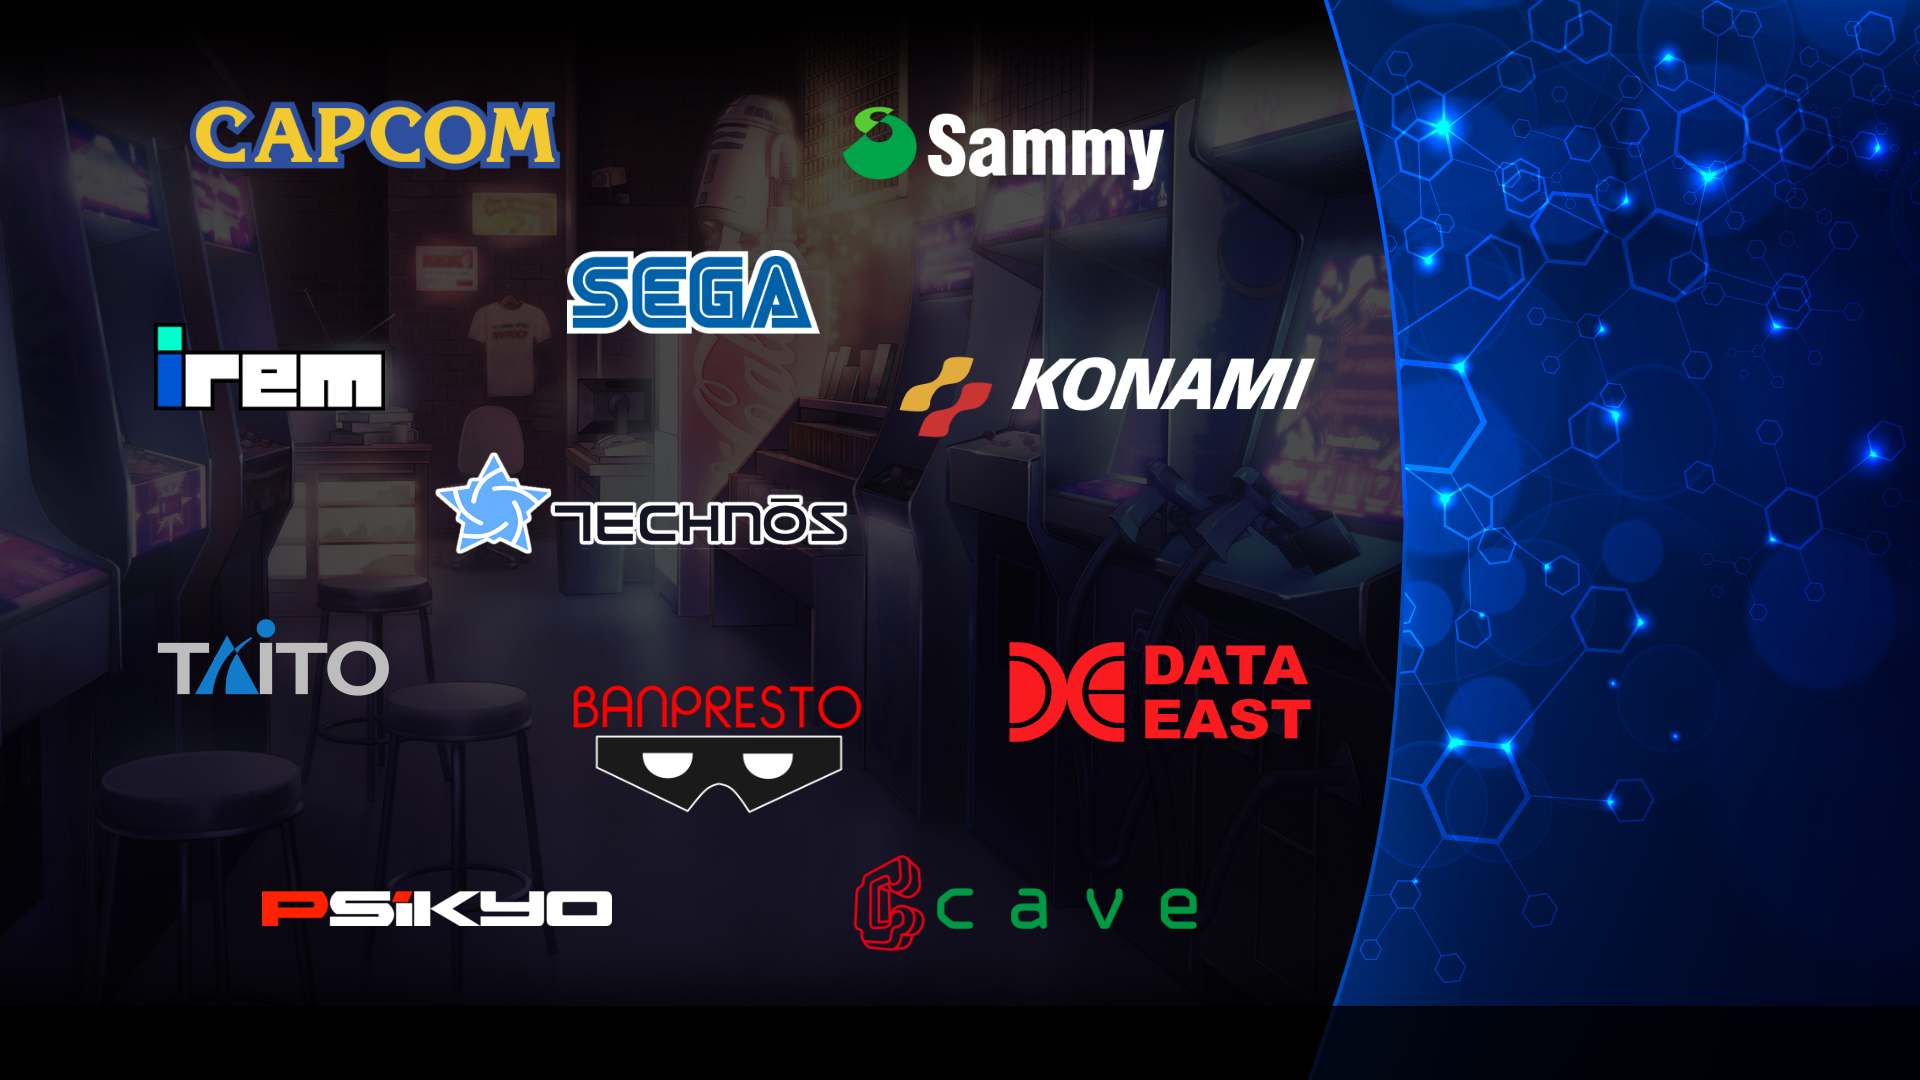 CAPCOM
Sammy
SEGA
irem
KONAMI
TECHNŌS
TAITO
BANPRESTO
DATA
EAST
PSiKYO
cave